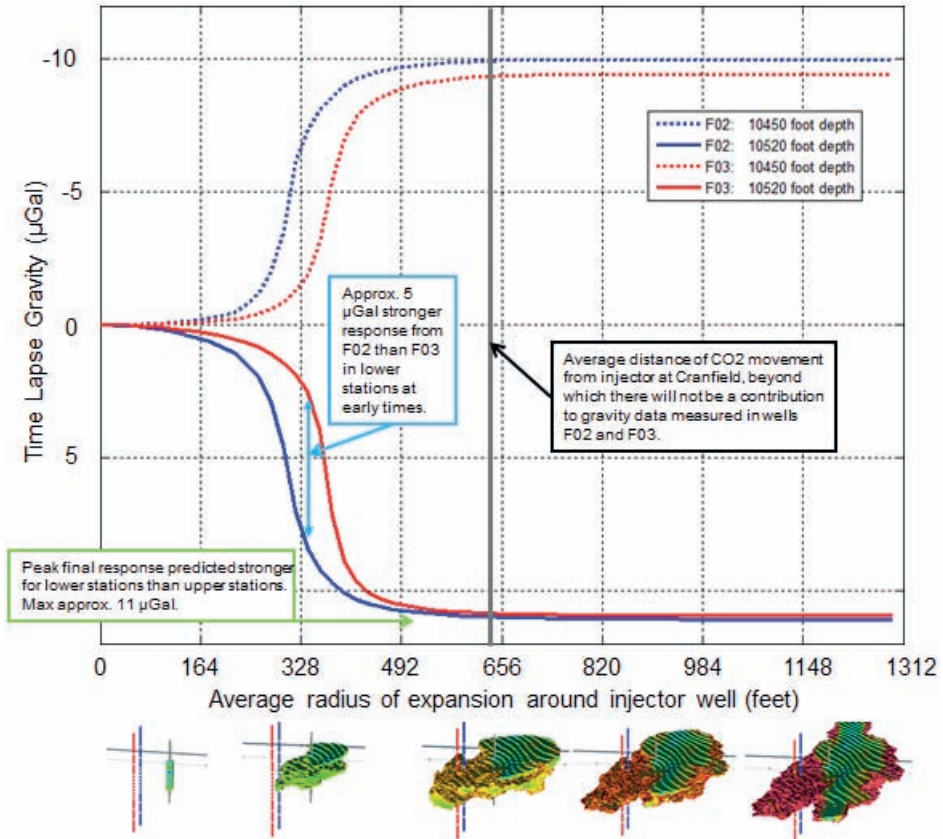 -10
-5
0
5
Time Lapse Gravity (µGal)
F02: 10450 foot depth
F02: 10520 foot depth
F03: 10450 foot depth
F03: 10520 foot depth
Approx. 5
µGal stronger
response from
F02 than F03
in lower
stations at
early times.
Average distance of CO2 movement
from injector at Cranfield, beyond
which there will not be a contribution
to gravity data measured in wells
F02 and F03.
Peak final response predicted stronger
for lower stations than upper stations.
Max approx. 11 µGal.
0 164 328 492 656 820 984 1148 1312
Average radius of expansion around injector well (feet)